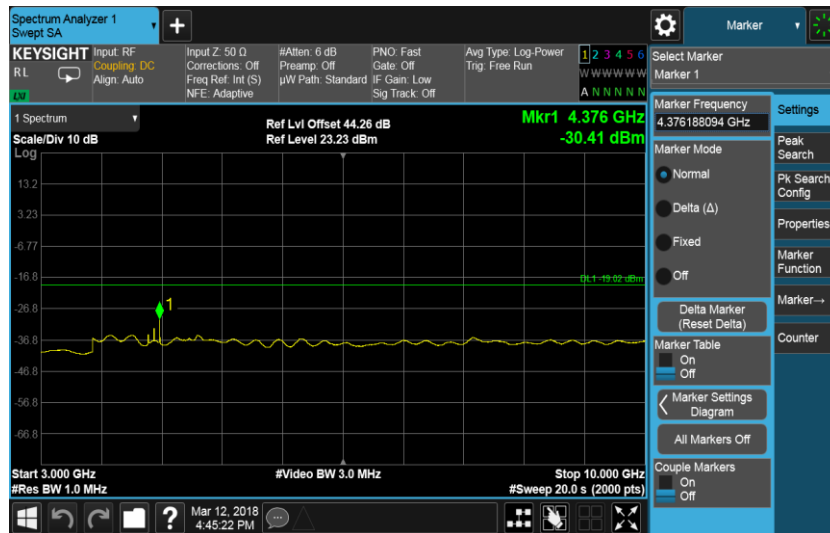 Spectrum Analyzer 1
Swept SA
+
Marker
KEYSIGHT
RL
LXI
Input: RF
Coupling: DC
Align: Auto
Input Z: 50 Ω
Corrections: Off
Freq Ref: Int (S)
NFE: Adaptive
#Atten: 6 dB
Preamp: Off
µW Path: Standard
PNO: Fast
Gate: Off
IF Gain: Low
Sig Track: Off
Avg Type: Log-Power
Trig: Free Run
1 2 3 4 5 6
W W W W W W
A N N N N N
Select Marker
Marker 1
1 Spectrum
Scale/Div 10 dB
Log
Ref Lvl Offset 44.26 dB
Ref Level 23.23 dBm
Mkr1 4.376 GHz
-30.41 dBm
13.2
3.23
-6.77
-16.8
-26.8
-36.8
-46.8
-56.8
-66.8
DL1 -19.02 dBm
1
Start 3.000 GHz
#Res BW 1.0 MHz
#Video BW 3.0 MHz
Stop 10.000 GHz
#Sweep 20.0 s (2000 pts)
Marker Frequency
4.376188094 GHz
Marker Mode
Normal
Delta (Δ)
Fixed
Off
Delta Marker
(Reset Delta)
Marker Table
On
Off
Marker Settings
Diagram
All Markers Off
Couple Markers
On
Off
Settings
Peak
Search
Pk Search
Config
Properties
Marker
Function
Marker→
Counter
?
Mar 12, 2018
4:45:22 PM